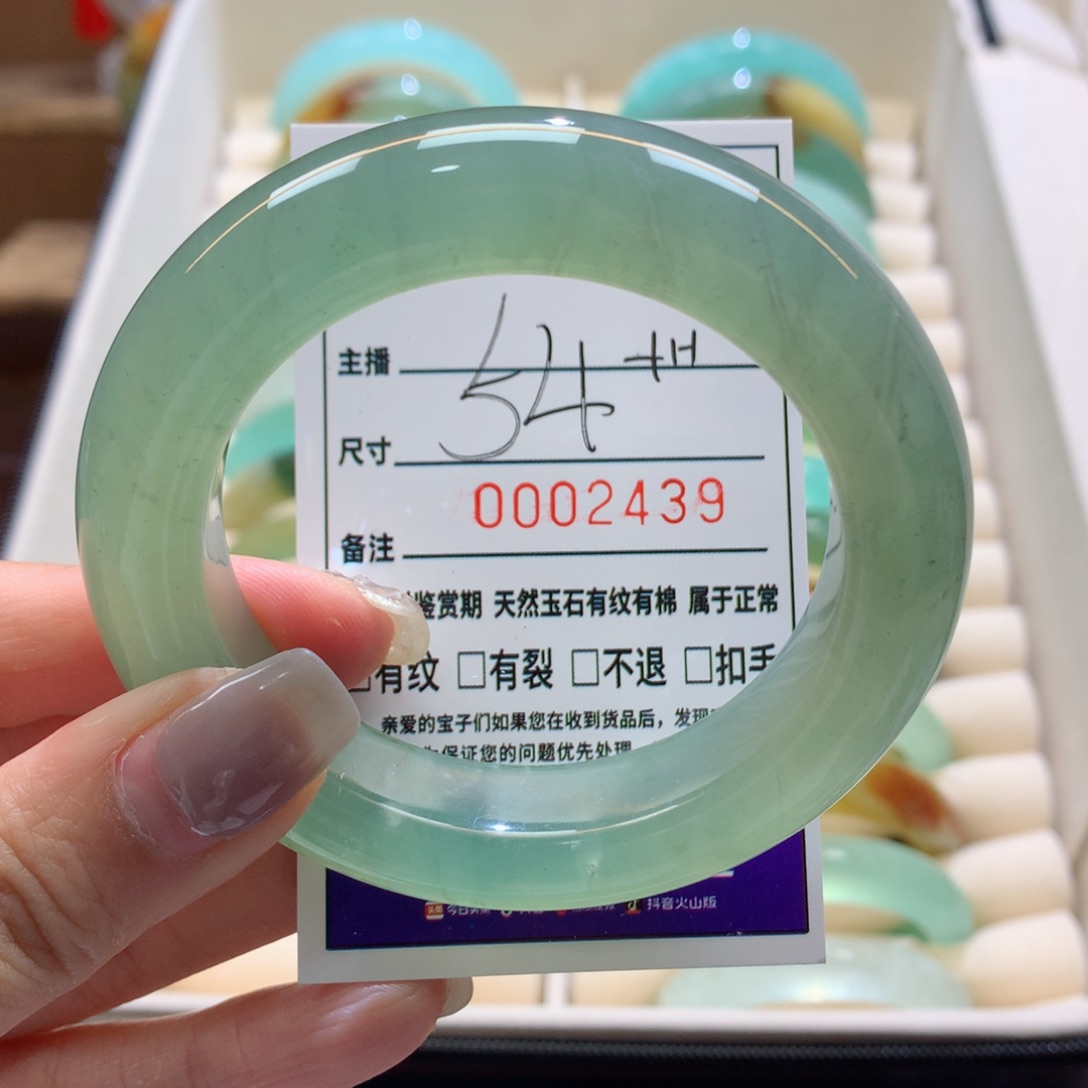 主播
54
尺寸
0002439
备注
鉴赏期 天然玉石有纹有棉 属于正常
□有纹 □有裂 □不退 □扣手
亲爱的宝子们如果您在收到货品后，发现
保证您的问题优先处理
抖音火山版